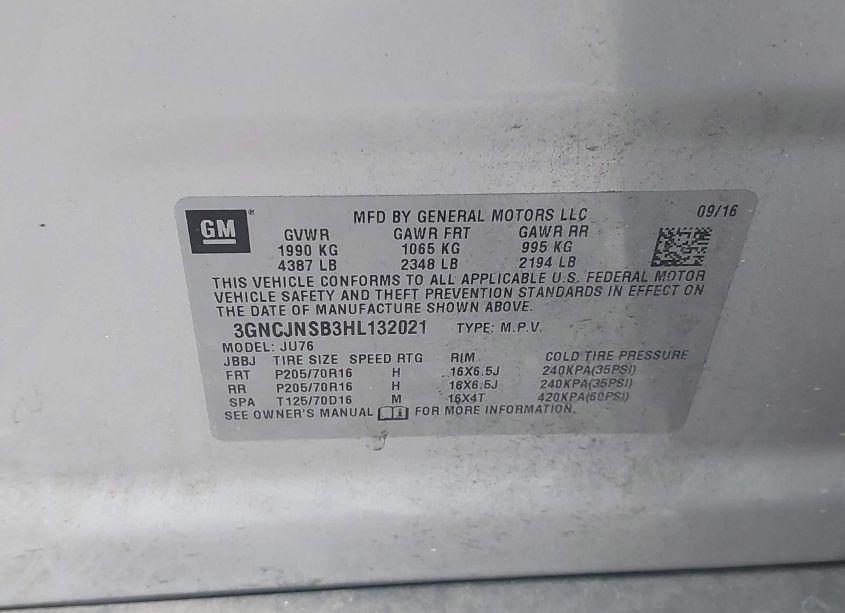 GM
MFD BY GENERAL MOTORS LLC 09/16
GVWR GAWR FRT GAWR RR
1990 KG 1065 KG 995 KG
4387 LB 2348 LB 2194 LB
THIS VEHICLE CONFORMS TO ALL APPLICABLE U.S. FEDERAL MOTOR
VEHICLE SAFETY AND THEFT PREVENTION STANDARDS IN EFFECT ON
THE DATE OF MANUFACTURE SHOWN ABOVE.
3GNCJNSB3HL132021 TYPE: M.P.V.
MODEL: JU76
JBBJ TIRE SIZE SPEED RTG RIM COLD TIRE PRESSURE
FRT P205/70R16 H 16X6.5J 240KPA(35PSI)
RR P205/70R16 H 16X6.5J 240KPA(35PSI)
SPA T125/70D16 M 16X4T 420KPA(60PSI)
SEE OWNER'S MANUAL FOR MORE INFORMATION.